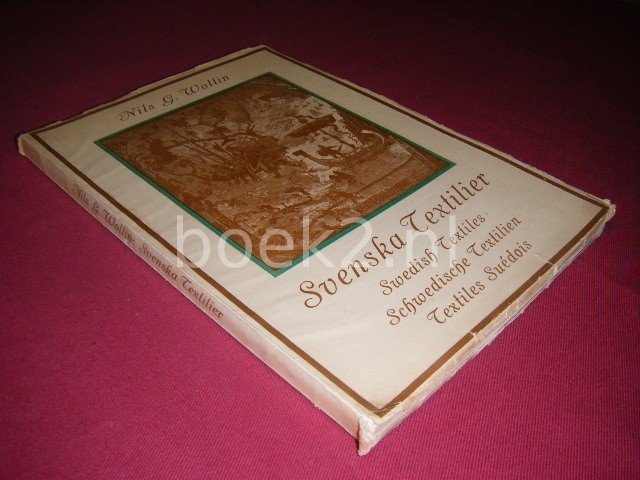 Nils G. Wollin
Svenska Textilier
Swedish Textiles
Schwedische Textilien
Textiles Suédois
Nils G. Wollin, Svenska Textilier
boek2.nl